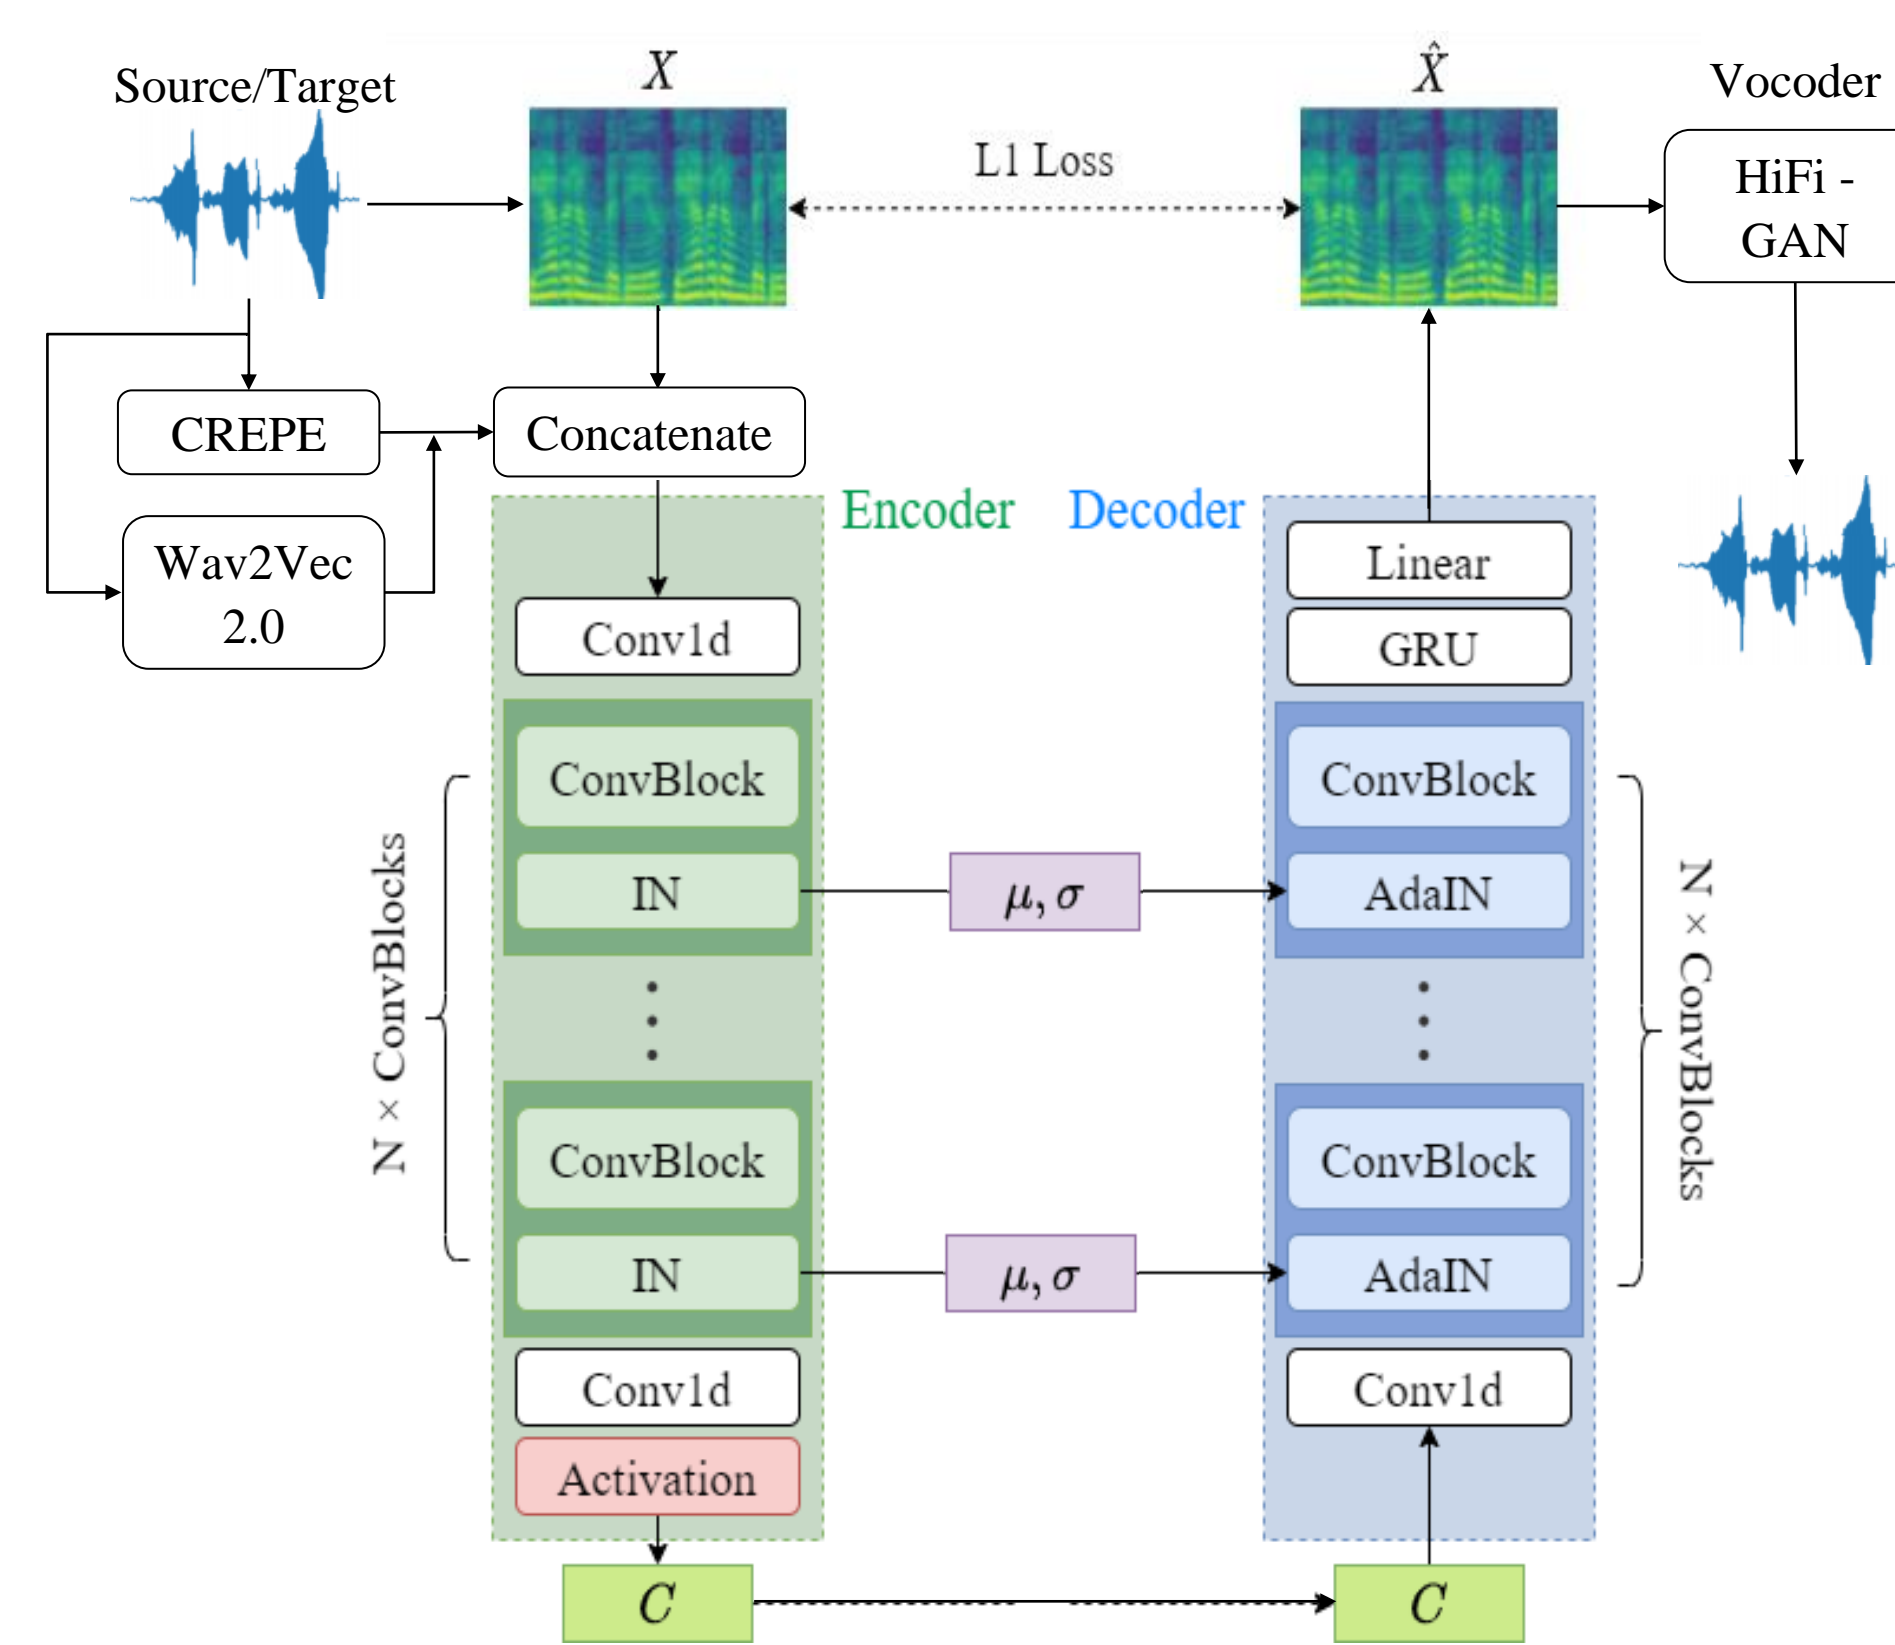 Source/Target
X
X̂
Vocoder
L1 Loss
HiFi -
GAN
CREPE
Concatenate
Wav2Vec
2.0
Encoder
Decoder
Conv1d
Linear
GRU
ConvBlock
IN
μ, σ
ConvBlock
AdaIN
N × ConvBlocks
N × ConvBlocks
ConvBlock
IN
μ, σ
ConvBlock
AdaIN
Conv1d
Conv1d
Activation
C
C